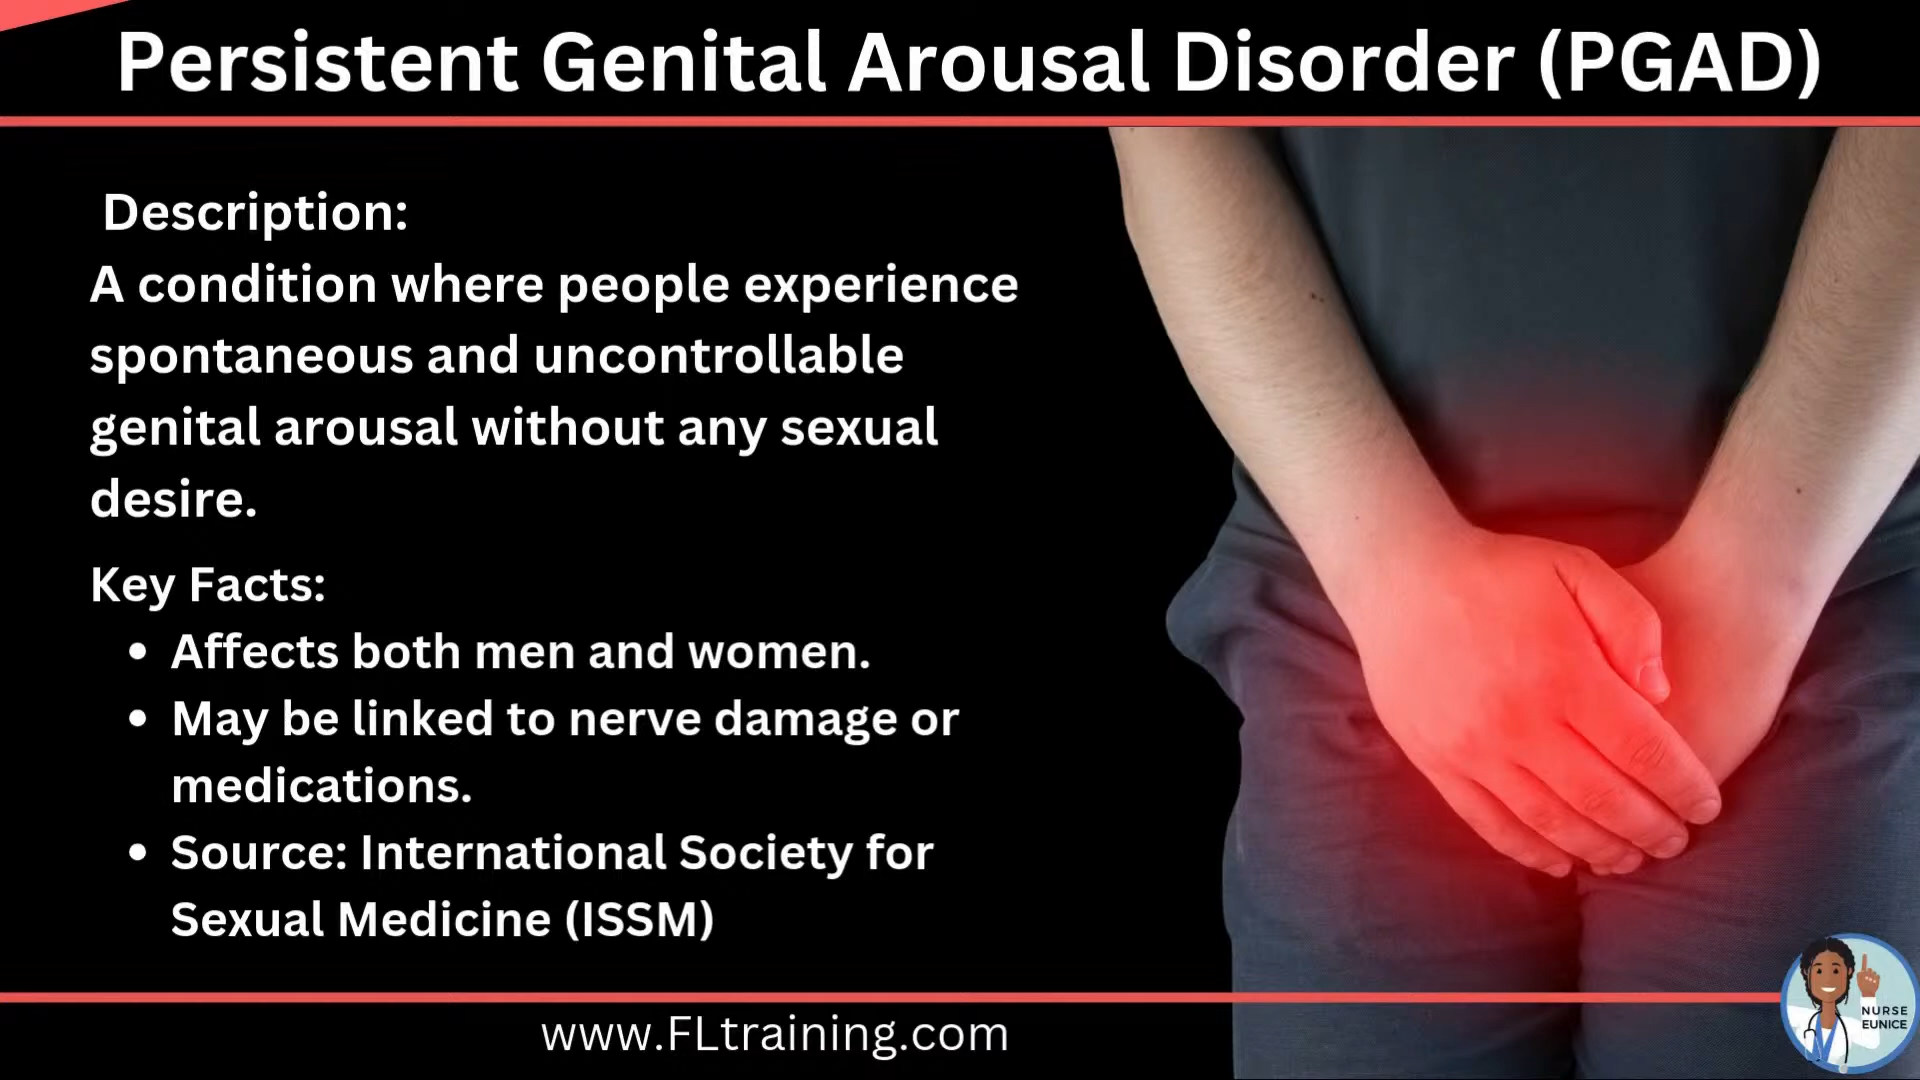 Persistent Genital Arousal Disorder (PGAD)
Description:
A condition where people experience
spontaneous and uncontrollable
genital arousal without any sexual
desire.
Key Facts:
• Affects both men and women.
• May be linked to nerve damage or
medications.
• Source: International Society for
Sexual Medicine (ISSM)
www.FLtraining.com
NURSE
EUNICE